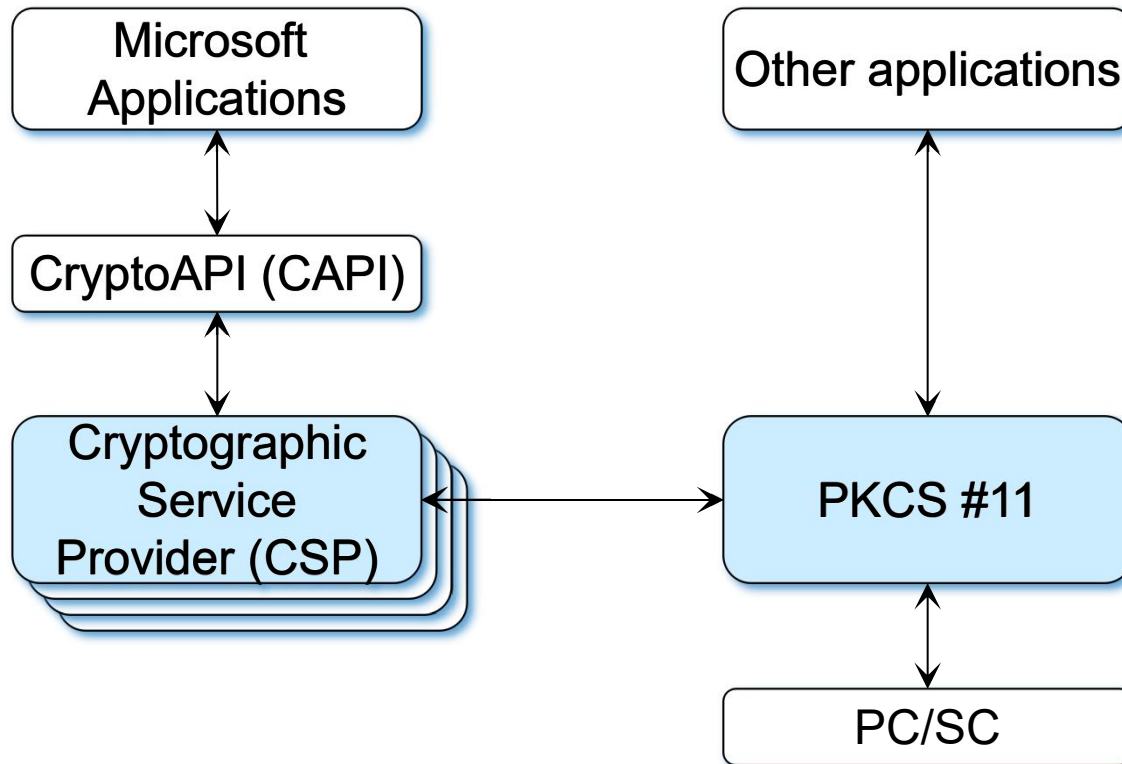 Microsoft
Applications
Other applications
CryptoAPI (CAPI)
Cryptographic
Service
Provider (CSP)
PKCS #11
PC/SC